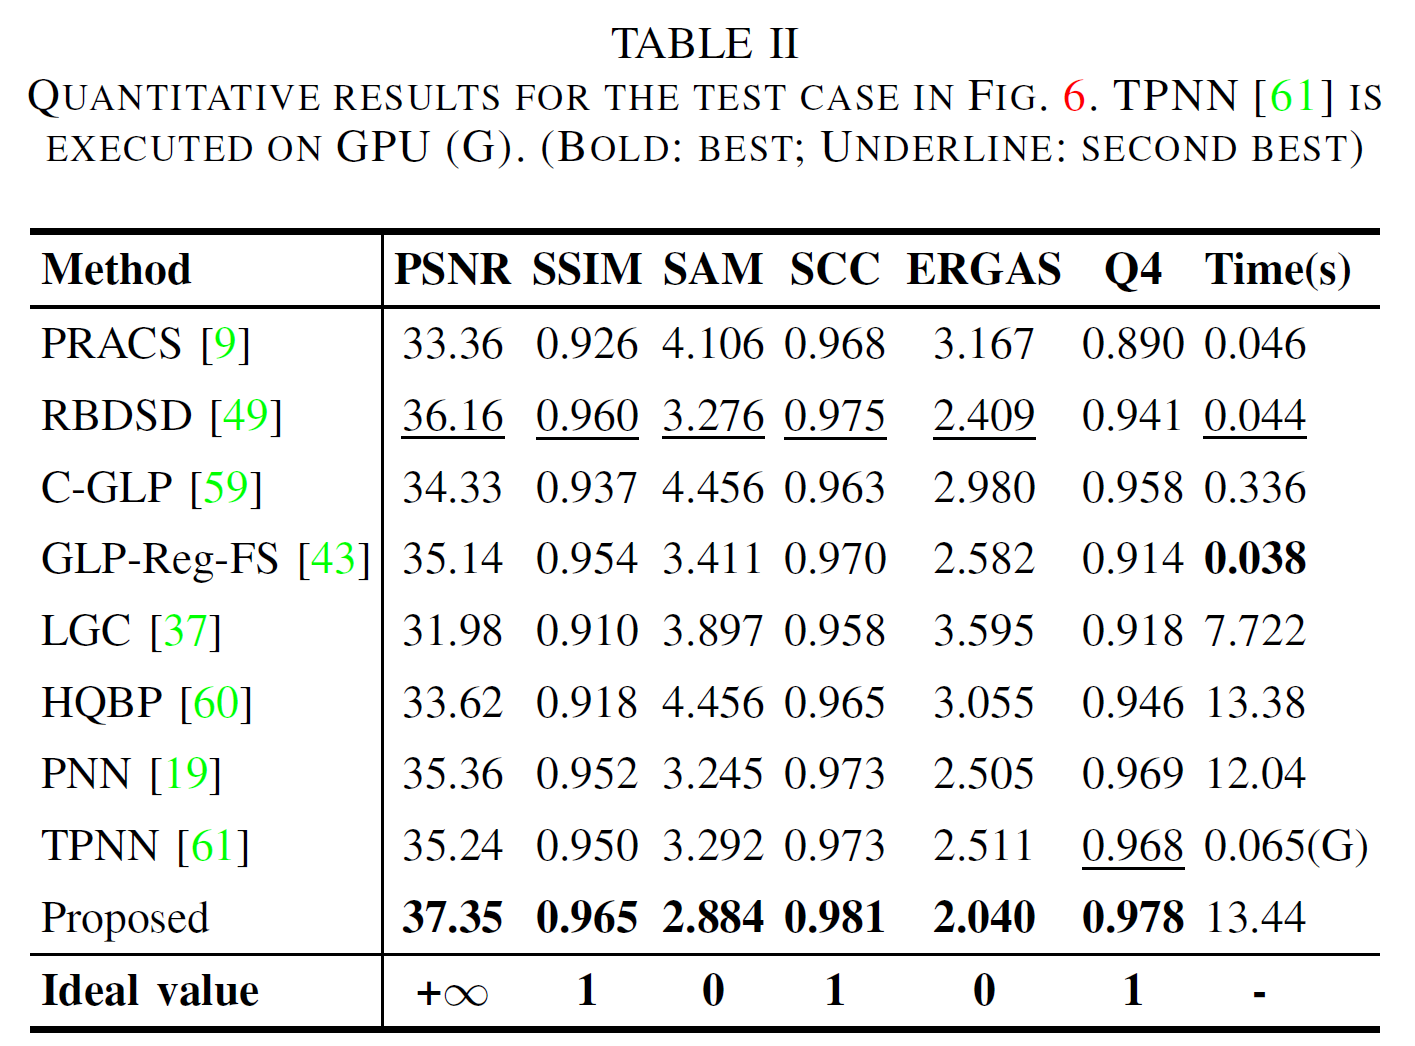 TABLE II
QUANTITATIVE RESULTS FOR THE TEST CASE IN FIG. 6. TPNN [61] IS
EXECUTED ON GPU (G). (BOLD: BEST; UNDERLINE: SECOND BEST)
Method PSNR SSIM SAM SCC ERGAS Q4 Time(s)
PRACS [9] 33.36 0.926 4.106 0.968 3.167 0.890 0.046
RBDSD [49] 36.16 0.960 3.276 0.975 2.409 0.941 0.044
C-GLP [59] 34.33 0.937 4.456 0.963 2.980 0.958 0.336
GLP-Reg-FS [43] 35.14 0.954 3.411 0.970 2.582 0.914 0.038
LGC [37] 31.98 0.910 3.897 0.958 3.595 0.918 7.722
HQBP [60] 33.62 0.918 4.456 0.965 3.055 0.946 13.38
PNN [19] 35.36 0.952 3.245 0.973 2.505 0.969 12.04
TPNN [61] 35.24 0.950 3.292 0.973 2.511 0.968 0.065(G)
Proposed 37.35 0.965 2.884 0.981 2.040 0.978 13.44
Ideal value +∞ 1 0 1 0 1 -